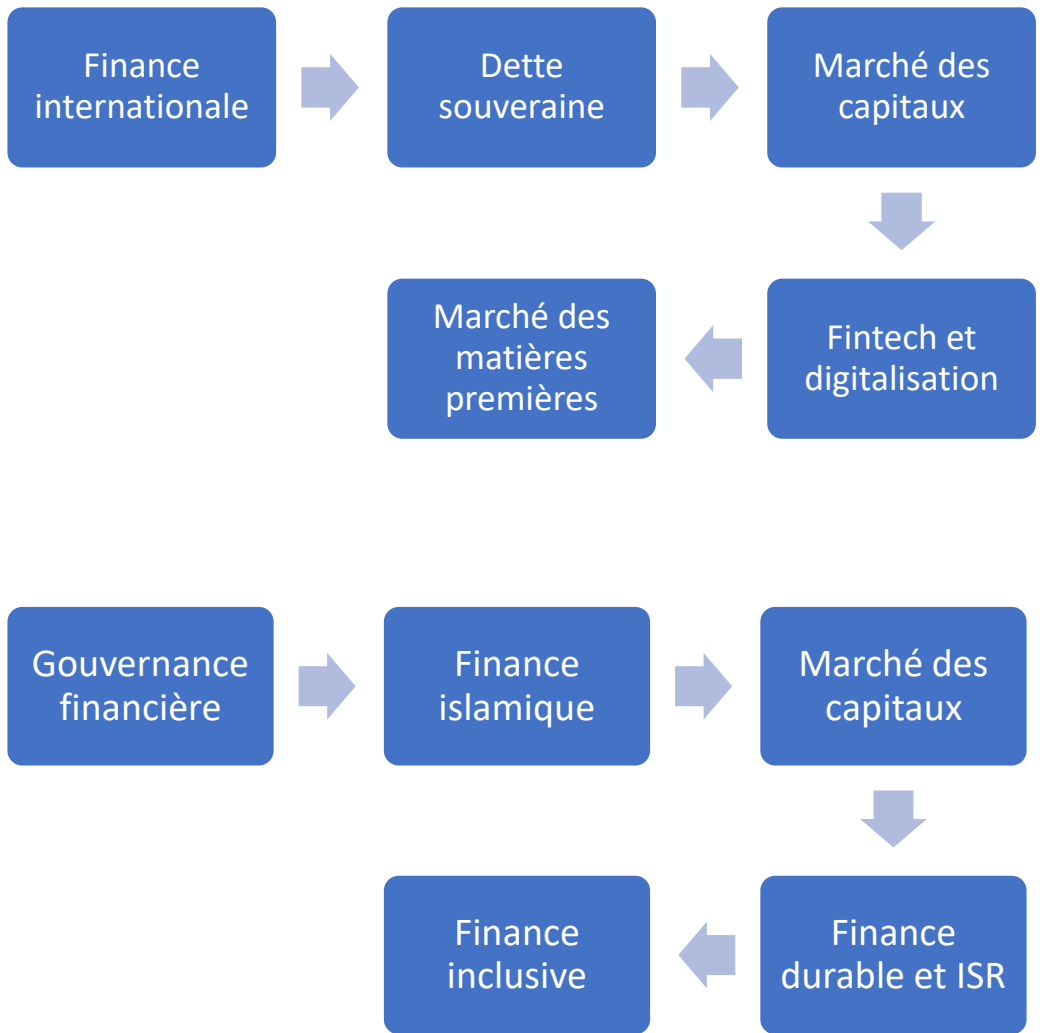 Finance
internationale
Dette
souveraine
Marché des
capitaux
Fintech et
digitalisation
Marché des
matières
premières
Gouvernance
financière
Finance
islamique
Marché des
capitaux
Finance
durable et ISR
Finance
inclusive